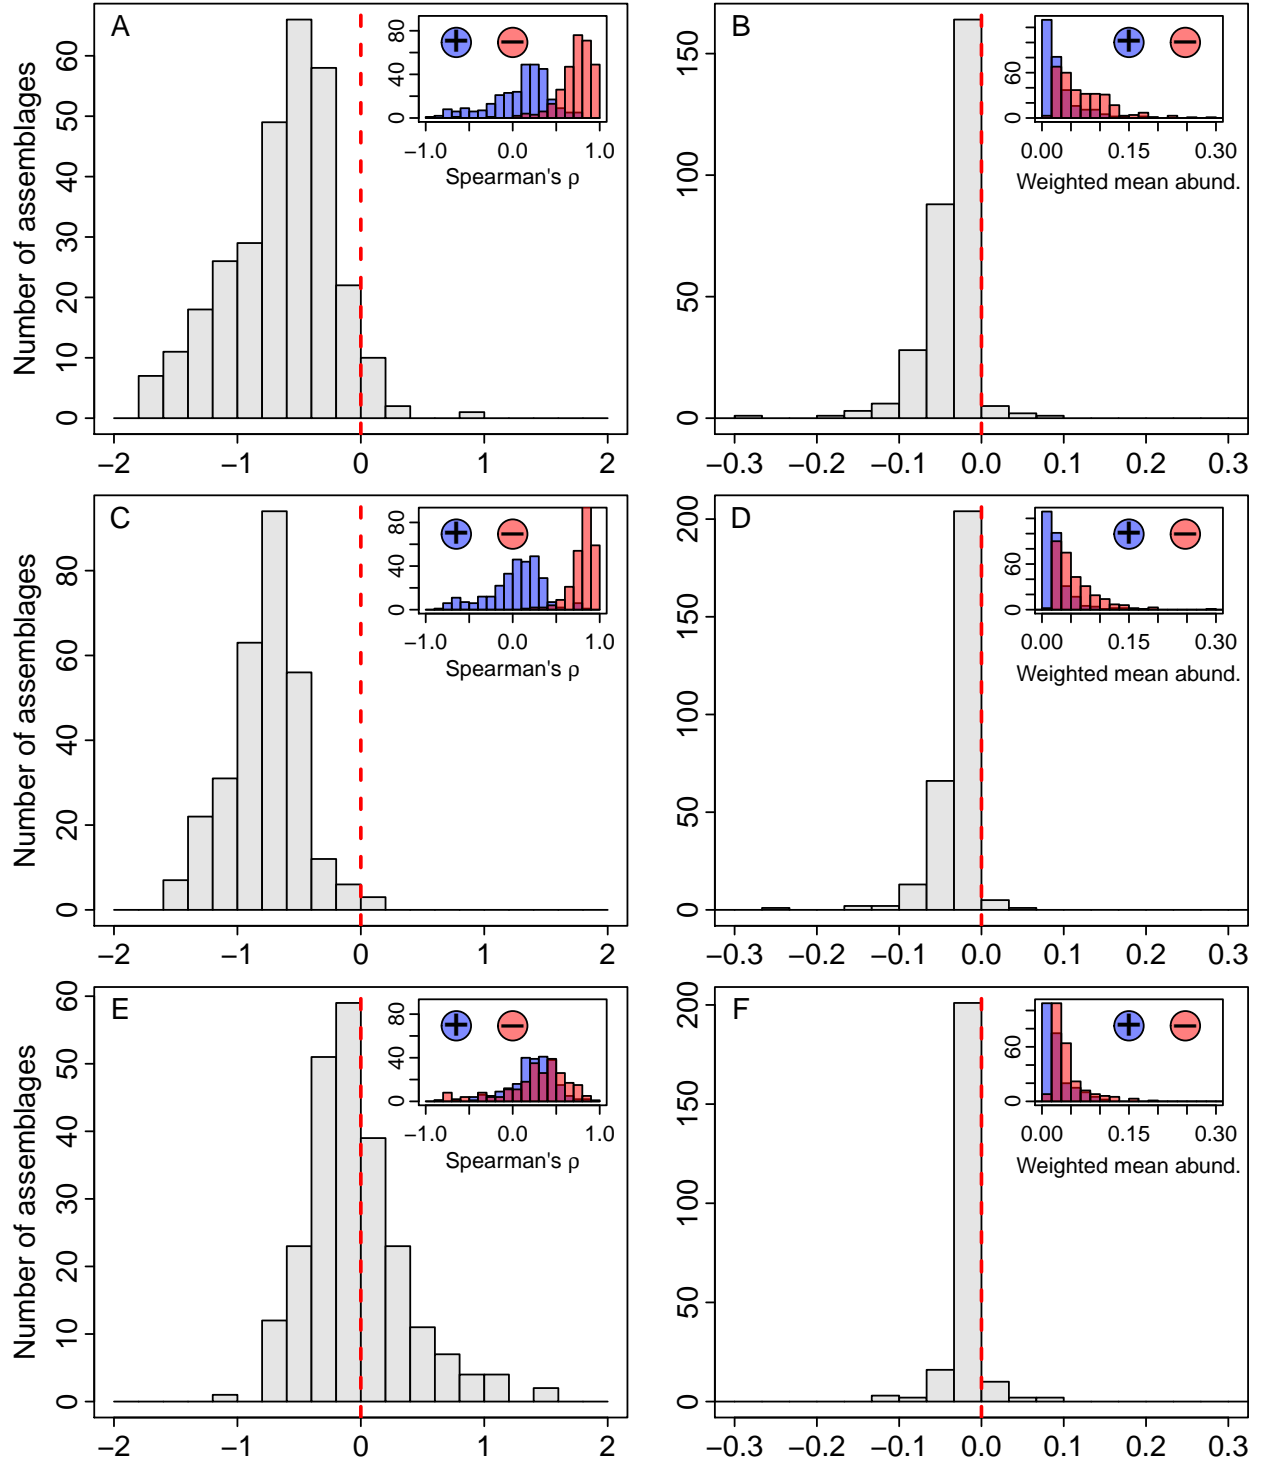 A
Number of assemblages
0 10 20 30 40 50 60
−2 −1 0 1 2
+ −
0 40 80
−1.0 0.0 1.0
Spearman's ρ
B
0 50 100 150
−0.3 −0.2 −0.1 0.0 0.1 0.2 0.3
+ −
0 60
0.00 0.15 0.30
Weighted mean abund.
C
Number of assemblages
0 20 40 60 80
−2 −1 0 1 2
+ −
0 40 80
−1.0 0.0 1.0
Spearman's ρ
D
0 50 100 150 200
−0.3 −0.2 −0.1 0.0 0.1 0.2 0.3
+ −
0 60
0.00 0.15 0.30
Weighted mean abund.
E
Number of assemblages
0 10 20 30 40 50 60
−2 −1 0 1 2
+ −
0 40 80
−1.0 0.0 1.0
Spearman's ρ
F
0 50 100 150 200
−0.3 −0.2 −0.1 0.0 0.1 0.2 0.3
+ −
0 60
0.00 0.15 0.30
Weighted mean abund.